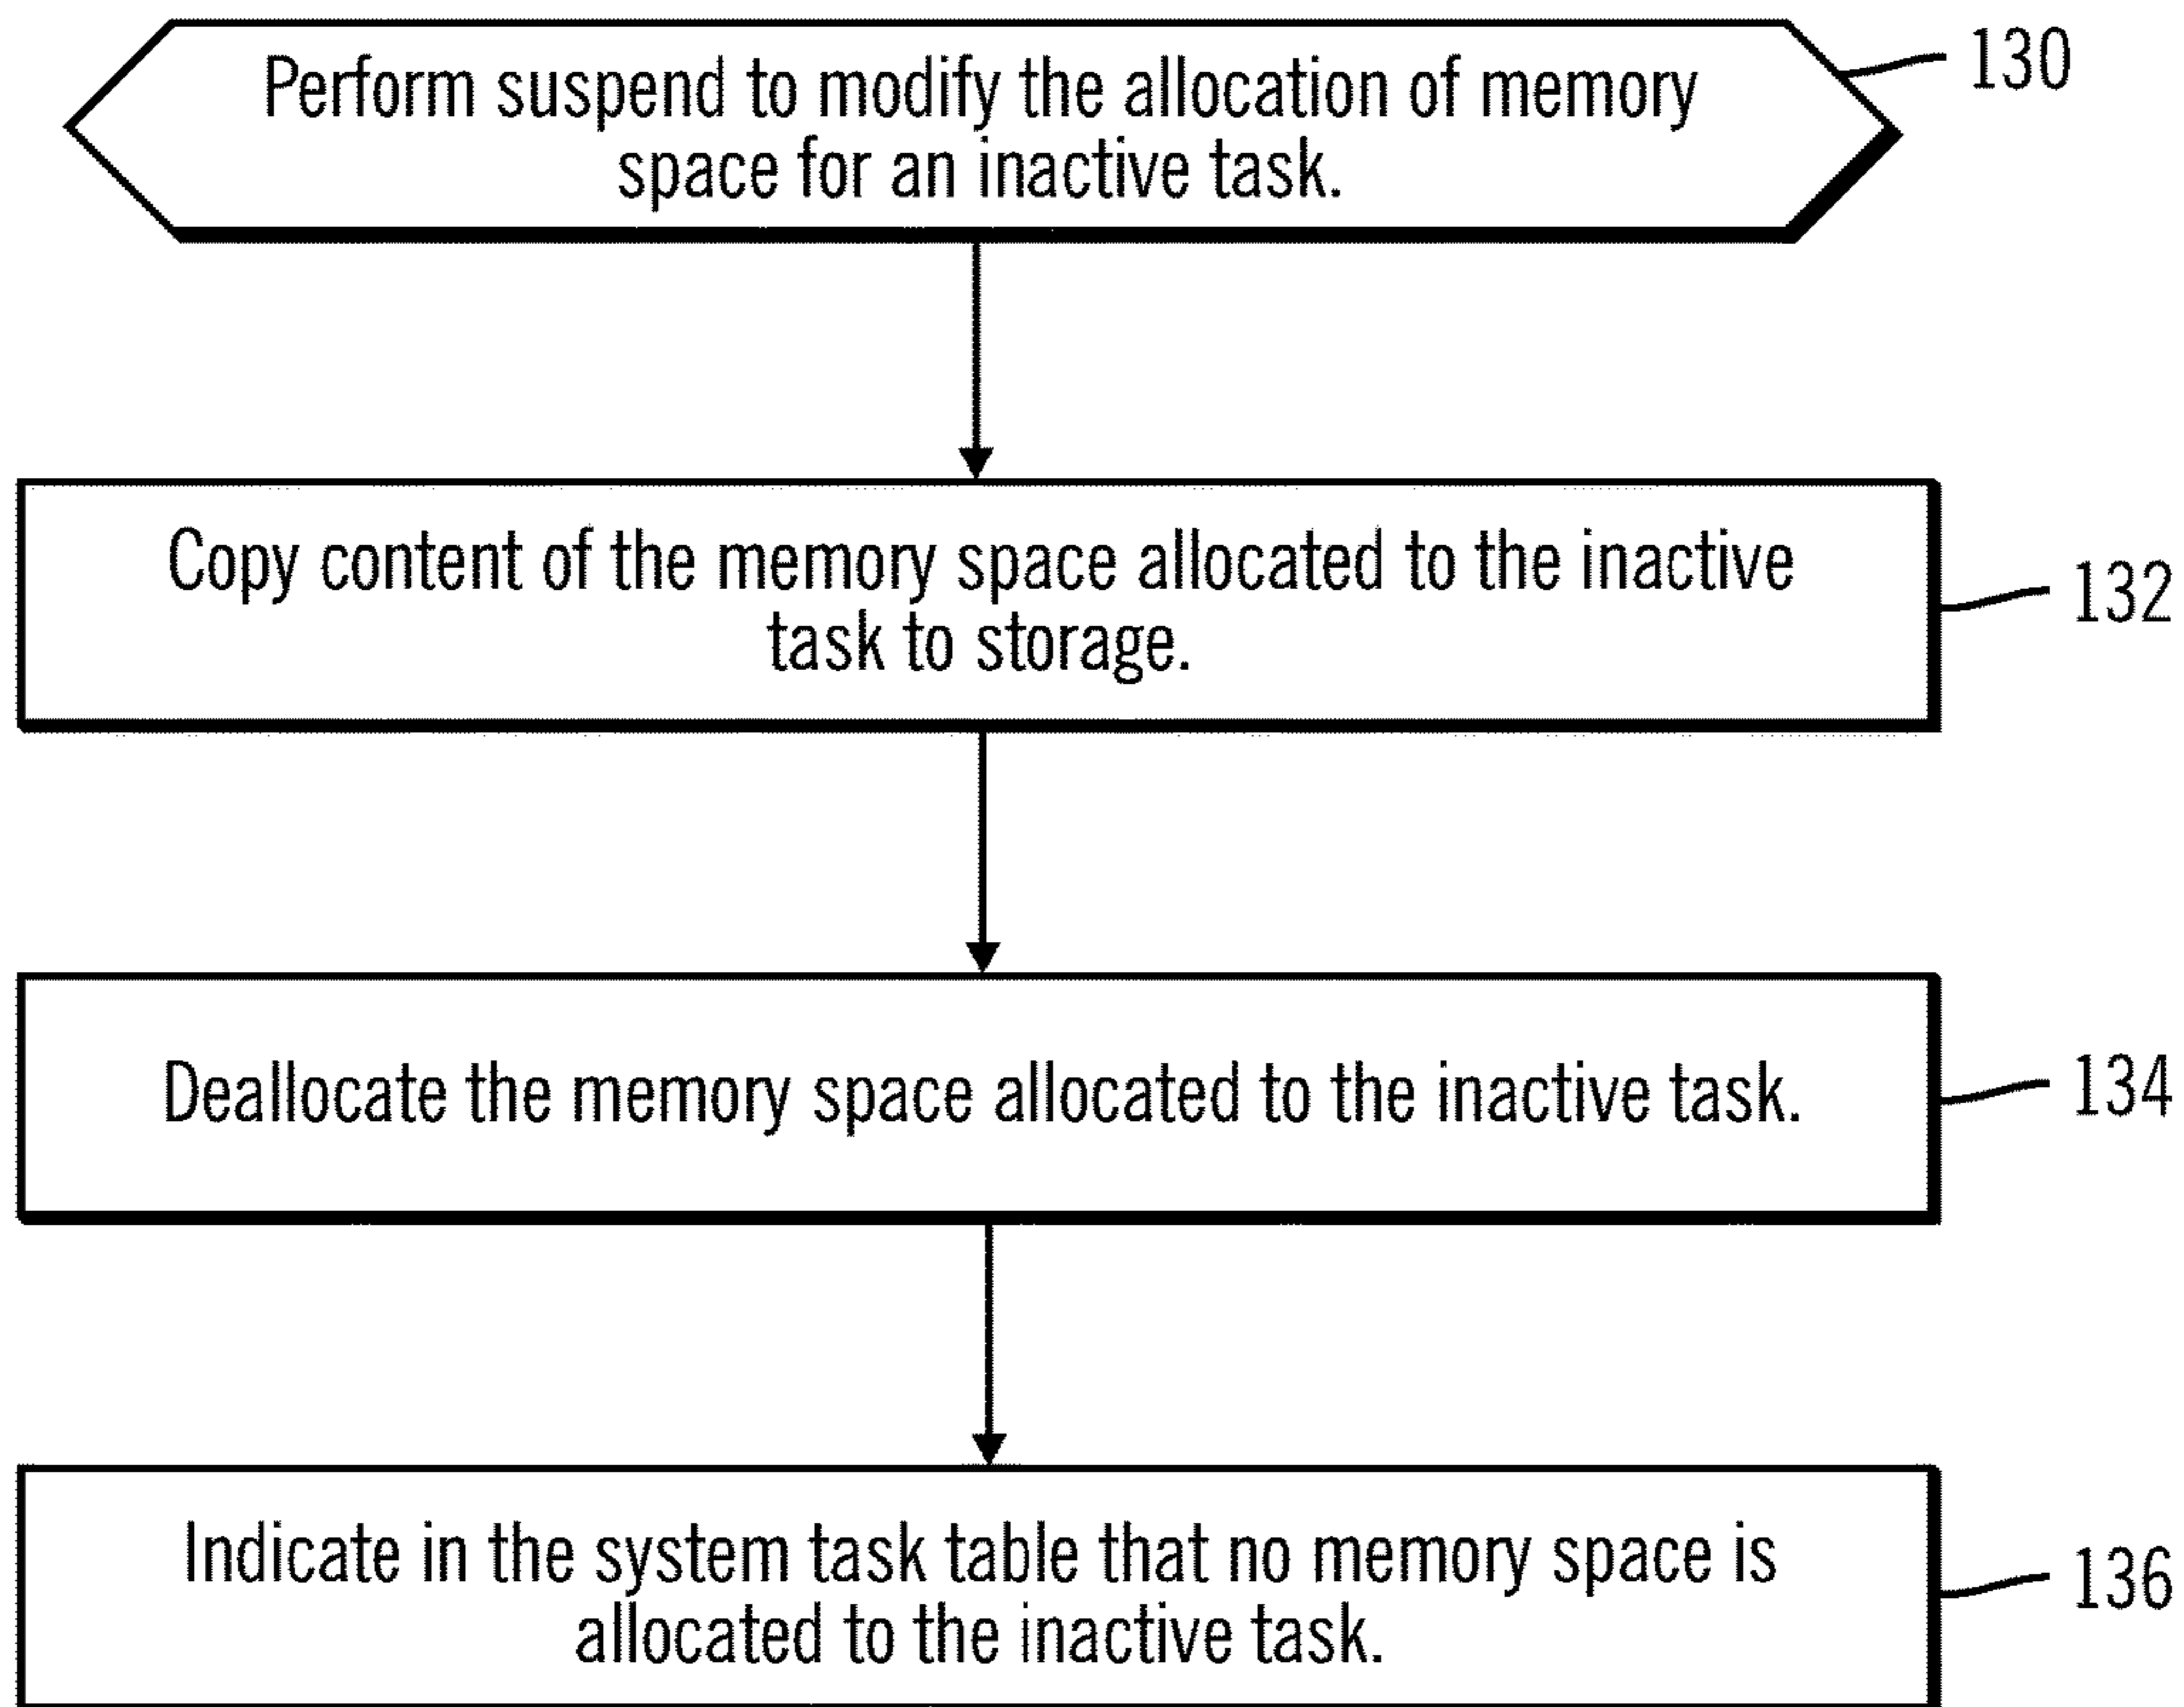 Perform suspend to modify the allocation of memory
space for an inactive task.
130
Copy content of the memory space allocated to the inactive
task to storage.
132
Deallocate the memory space allocated to the inactive task.
134
Indicate in the system task table that no memory space is
allocated to the inactive task.
136